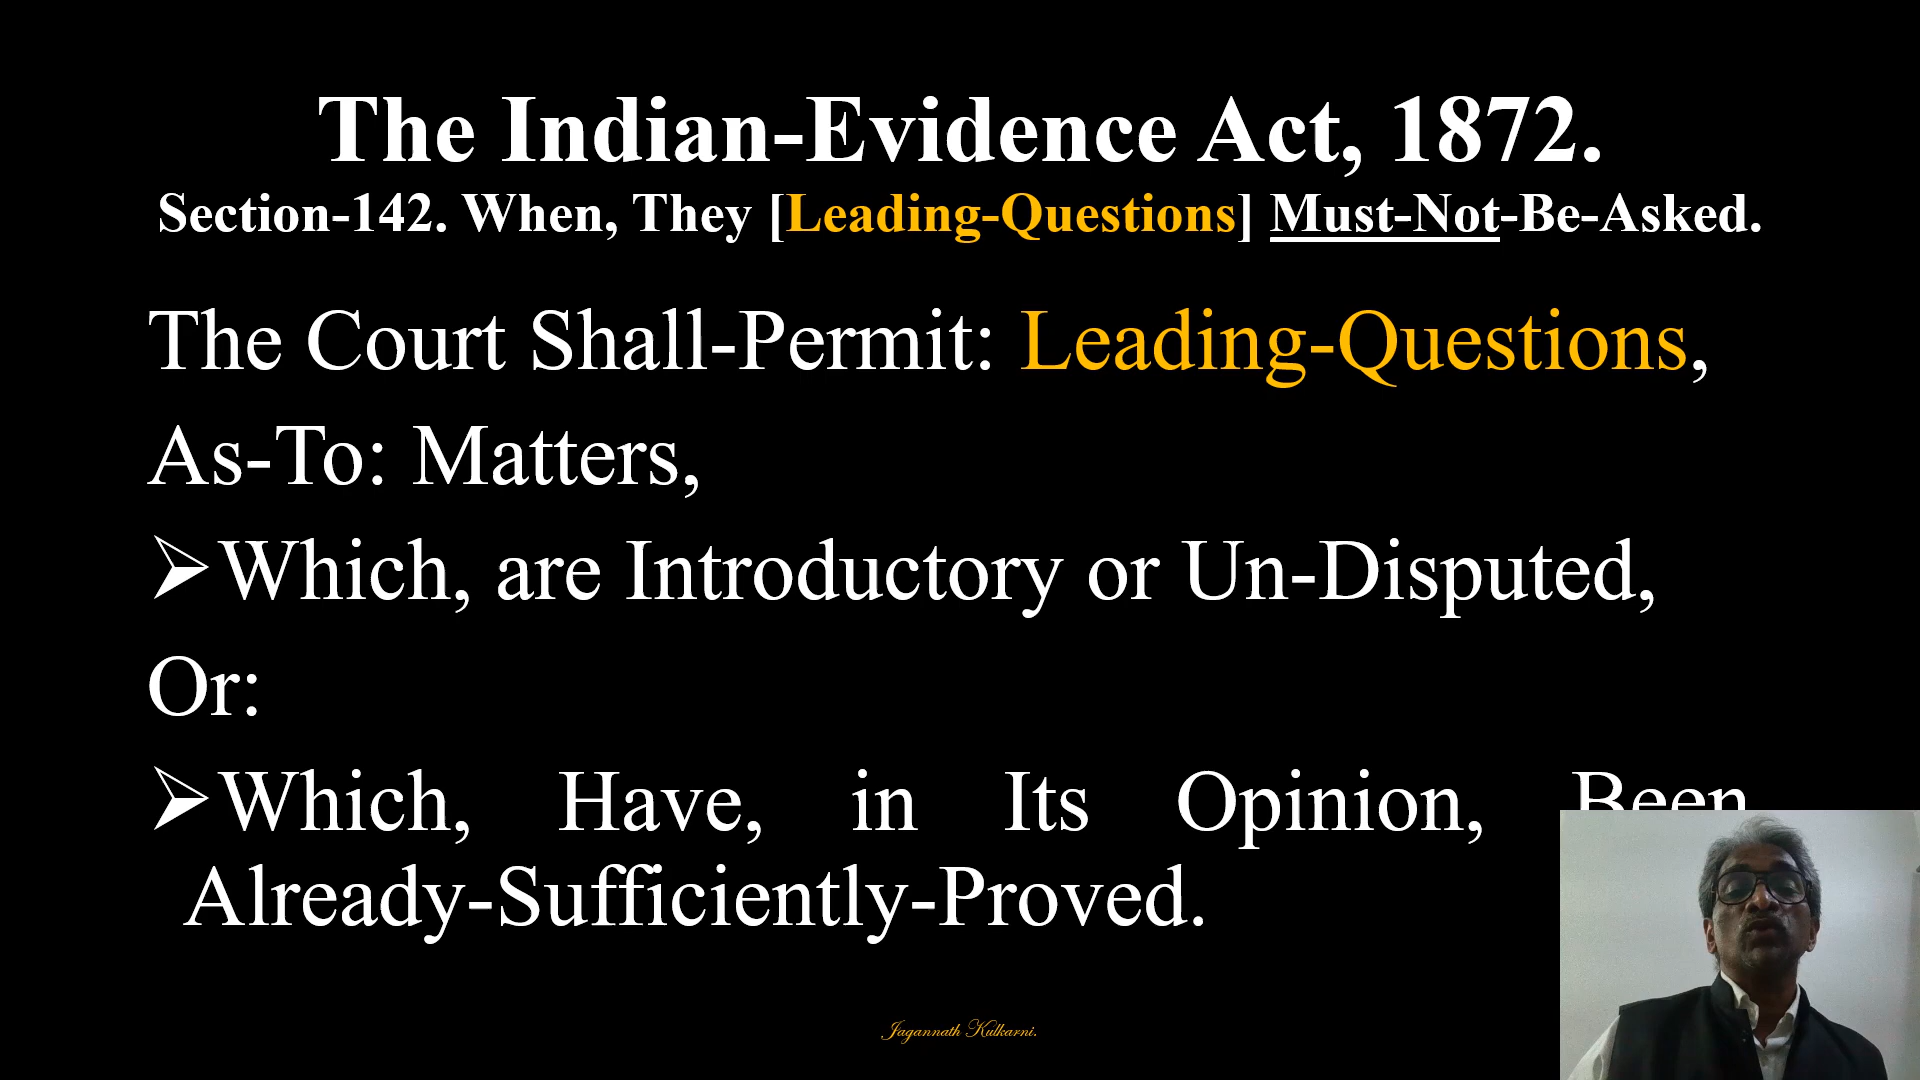 The Indian-Evidence Act, 1872.
Section-142. When, They [Leading-Questions] Must-Not-Be-Asked.
The Court Shall-Permit: Leading-Questions,
As-To: Matters,
➢Which, are Introductory or Un-Disputed,
Or:
➢Which, Have, in Its Opinion, Been
Already-Sufficiently-Proved.
Jagannath Kulkarni.